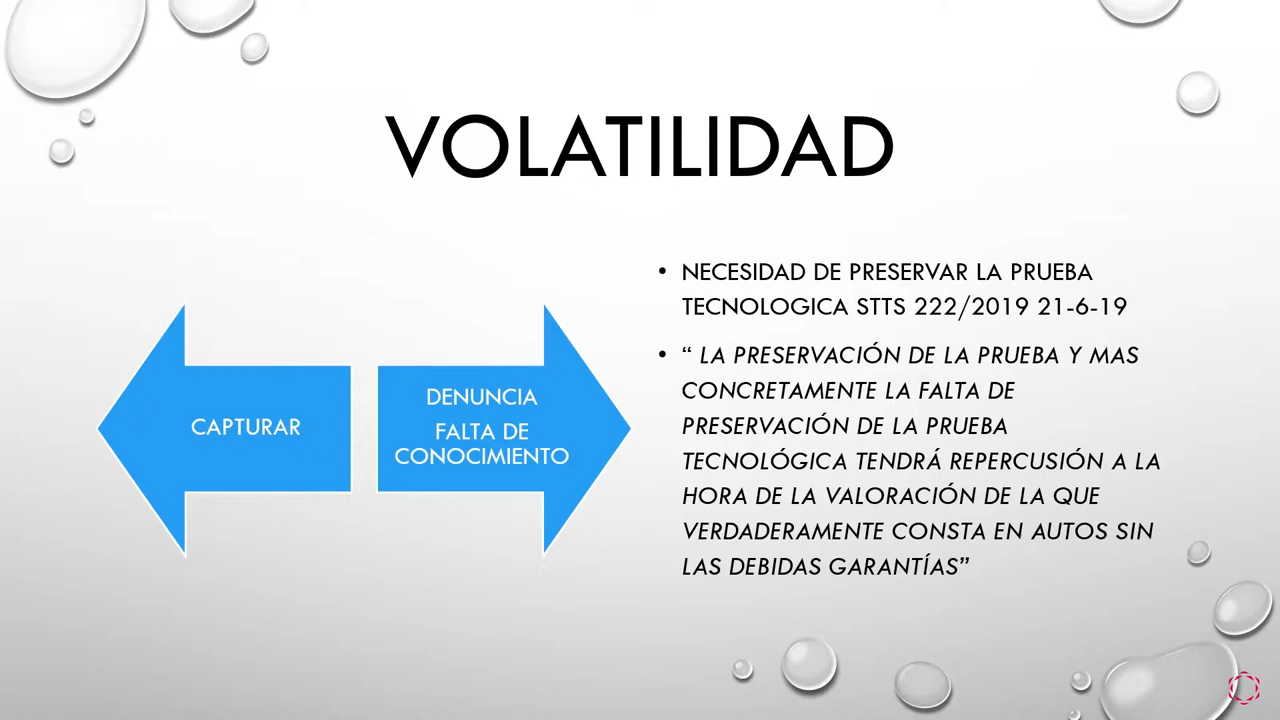 VOLATILIDAD
CAPTURAR
DENUNCIA
FALTA DE
CONOCIMIENTO
• NECESIDAD DE PRESERVAR LA PRUEBA
TECNOLOGICA STTS 222/2019 21-6-19
• “ LA PRESERVACIÓN DE LA PRUEBA Y MAS
CONCRETAMENTE LA FALTA DE
PRESERVACIÓN DE LA PRUEBA
TECNOLÓGICA TENDRÁ REPERCUSIÓN A LA
HORA DE LA VALORACIÓN DE LA QUE
VERDADERAMENTE CONSTA EN AUTOS SIN
LAS DEBIDAS GARANTÍAS”